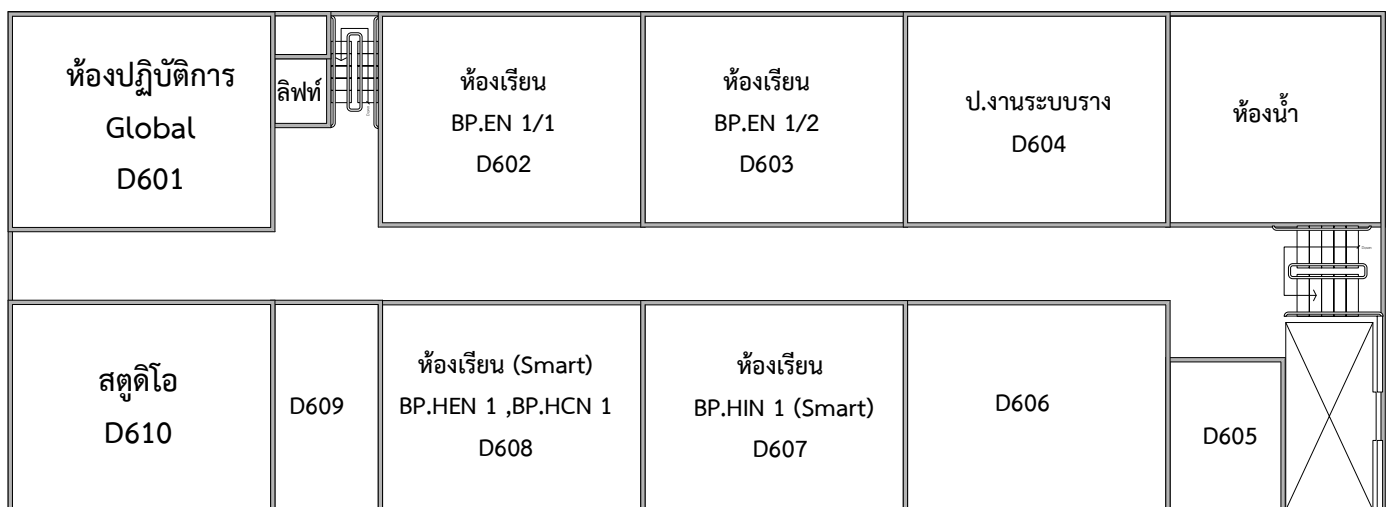 ห้องปฏิบัติการ
Global
D601
ลิฟท์
ห้องเรียน
BP.EN 1/1
D602
ห้องเรียน
BP.EN 1/2
D603
ป.งานระบบราง
D604
ห้องน้ำ
สตูดิโอ
D610
D609
ห้องเรียน (Smart)
BP.HEN 1 ,BP.HCN 1
D608
ห้องเรียน
BP.HIN 1 (Smart)
D607
D606
D605